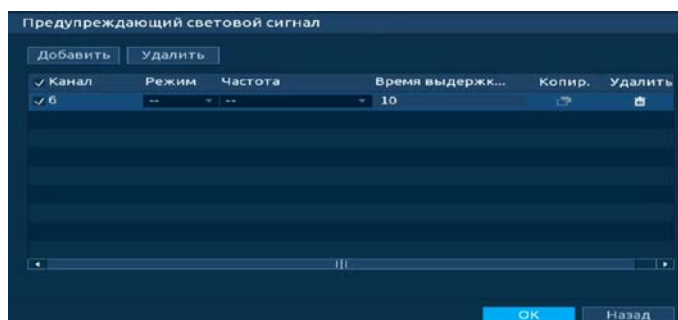 Предупреждающий световой сигнал
Добавить Удалить
Канал Режим Частота Время выдержк... Копир. Удалить
6 -- -- 10
OK Назад